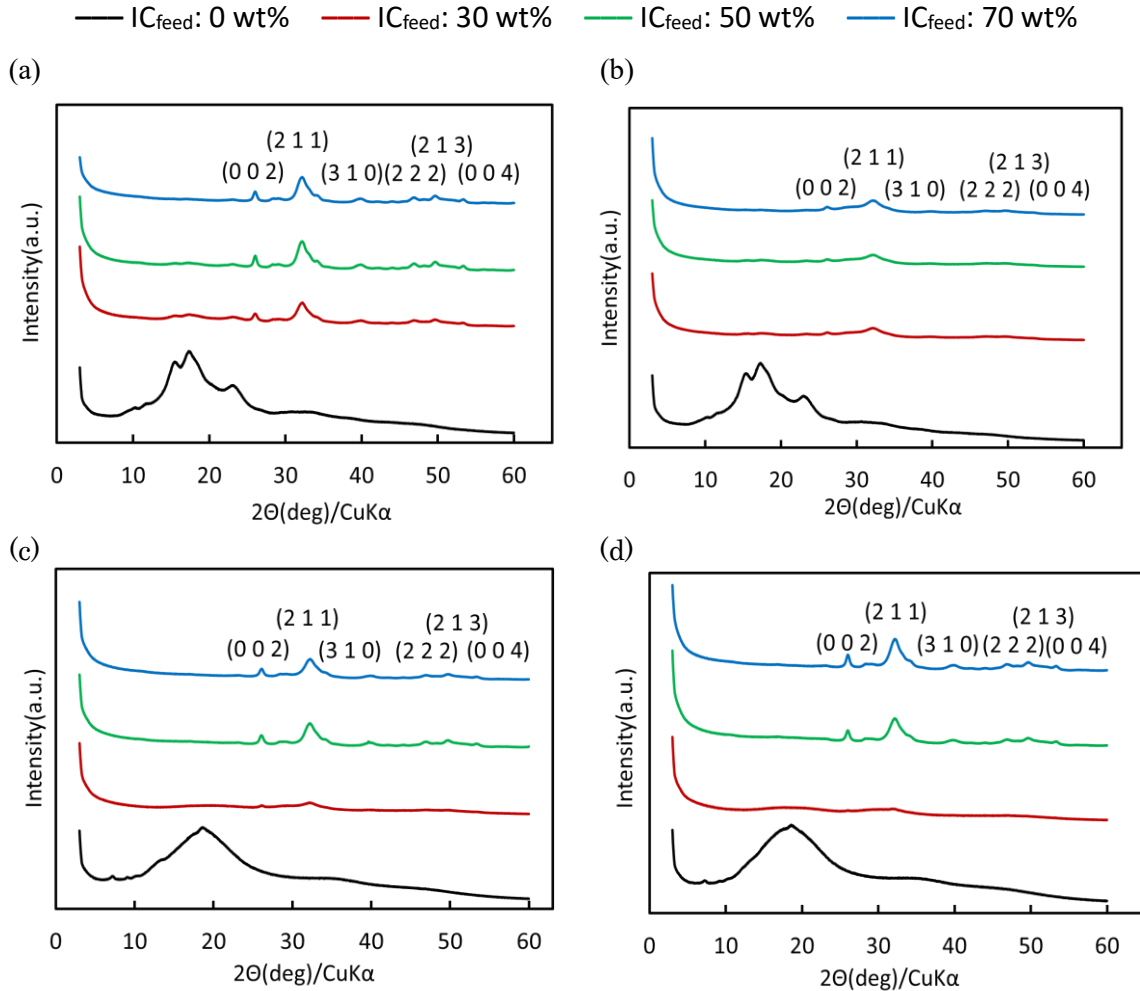 IC_feed: 0 wt% IC_feed: 30 wt% IC_feed: 50 wt% IC_feed: 70 wt%
(a)
(2 1 1) (2 1 3)
(0 0 2) (3 1 0) (2 2 2) (0 0 4)
Intensity(a.u.)
0 10 20 30 40 50 60
2Θ(deg)/CuKα
(b)
(2 1 1) (2 1 3)
(0 0 2) (3 1 0) (2 2 2) (0 0 4)
Intensity(a.u.)
0 10 20 30 40 50 60
2Θ(deg)/CuKα
(c)
(2 1 1) (2 1 3)
(0 0 2) (3 1 0) (2 2 2) (0 0 4)
Intensity(a.u.)
0 10 20 30 40 50 60
2Θ(deg)/CuKα
(d)
(2 1 1) (2 1 3)
(0 0 2) (3 1 0) (2 2 2) (0 0 4)
Intensity(a.u.)
0 10 20 30 40 50 60
2Θ(deg)/CuKα